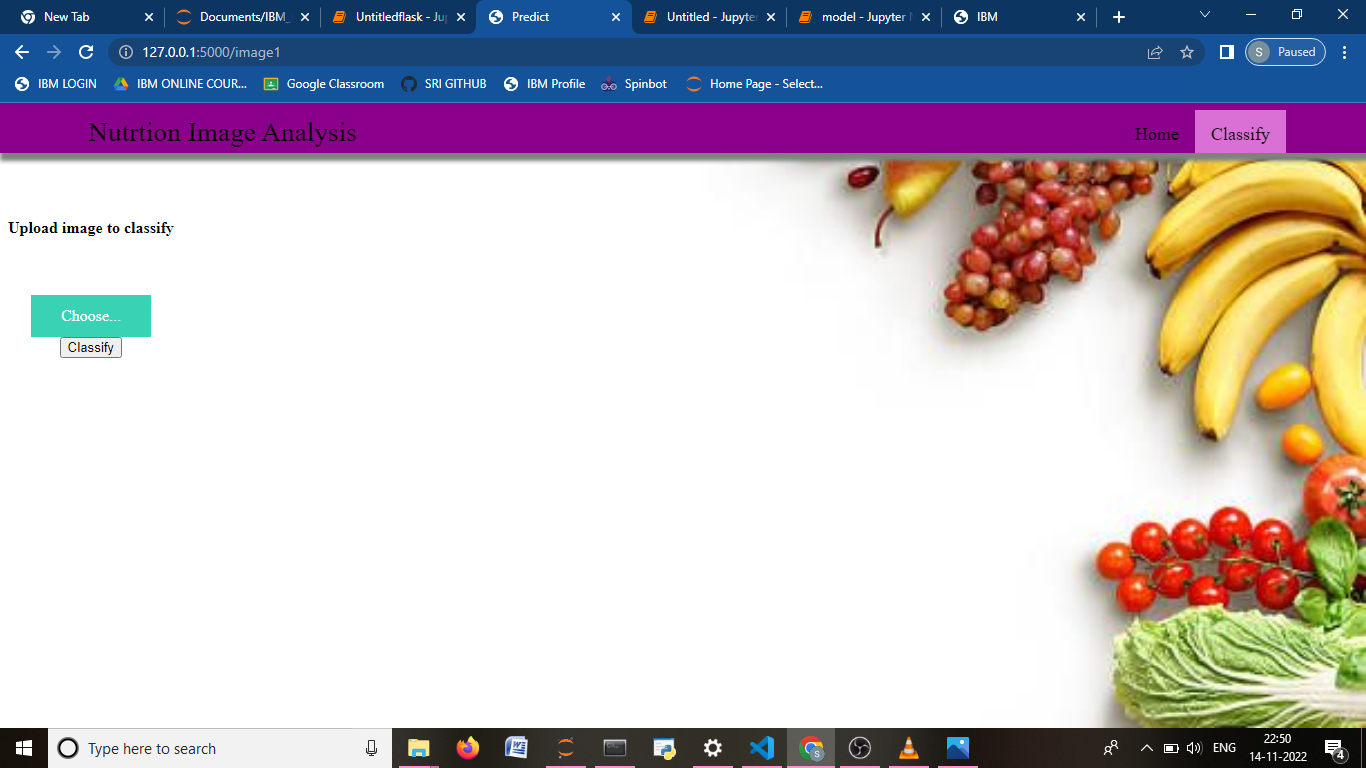 New Tab
Documents/IBM_
Untitledflask - Ju
Predict
Untitled - Jupyter
model - Jupyter
IBM
127.0.0.1:5000/image1
S Paused
IBM LOGIN
IBM ONLINE COUR...
Google Classroom
SRI GITHUB
IBM Profile
Spinbot
Home Page - Select...
Nutrtion Image Analysis
Home
Classify
Upload image to classify
Choose...
Classify
Type here to search
ENG
22:50
14-11-2022
4